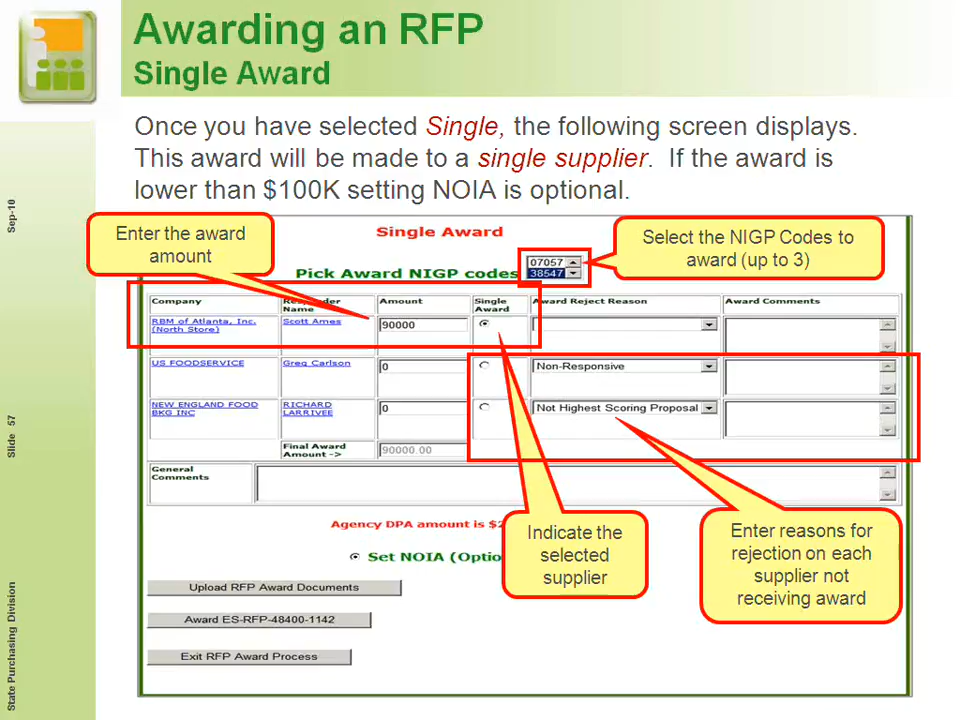 Awarding an RFP
Single Award
Once you have selected Single, the following screen displays.
This award will be made to a single supplier. If the award is
lower than $100K setting NOIA is optional.
Enter the award
amount
Single Award
Select the NIGP Codes to
award (up to 3)
Pick Award NIGP codes
07057
38547
Company
Responder
Name
Amount
Single
Award
Award Reject Reason
Award Comments
RBM of Atlanta, Inc.
(North Store)
Scott Ames
90000
US FOODSERVICE
Greg Carlson
0
Non-Responsive
NEW ENGLAND FOOD
BKG INC
RICHARD
LARRIVEE
0
Not Highest Scoring Proposal
Final Award
Amount ->
90000.00
General
Comments
Agency DPA amount is $2
Set NOIA (Optio
Indicate the
selected
supplier
Enter reasons for
rejection on each
supplier not
receiving award
Upload RFP Award Documents
Award ES-RFP-48400-1142
Exit RFP Award Process
Sep-10
Slide 57
State Purchasing Division